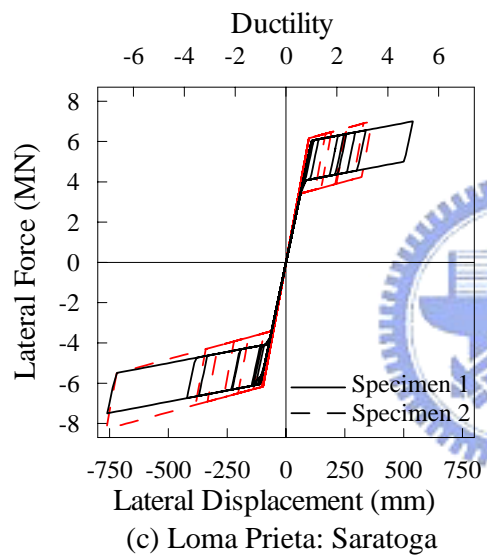 Ductility
-6 -4 -2 0 2 4 6
8
6
4
2
0
-2
-4
-6
-8
Lateral Force (MN)
Specimen 1
Specimen 2
-750 -500 -250 0 250 500 750
Lateral Displacement (mm)
(c) Loma Prieta: Saratoga